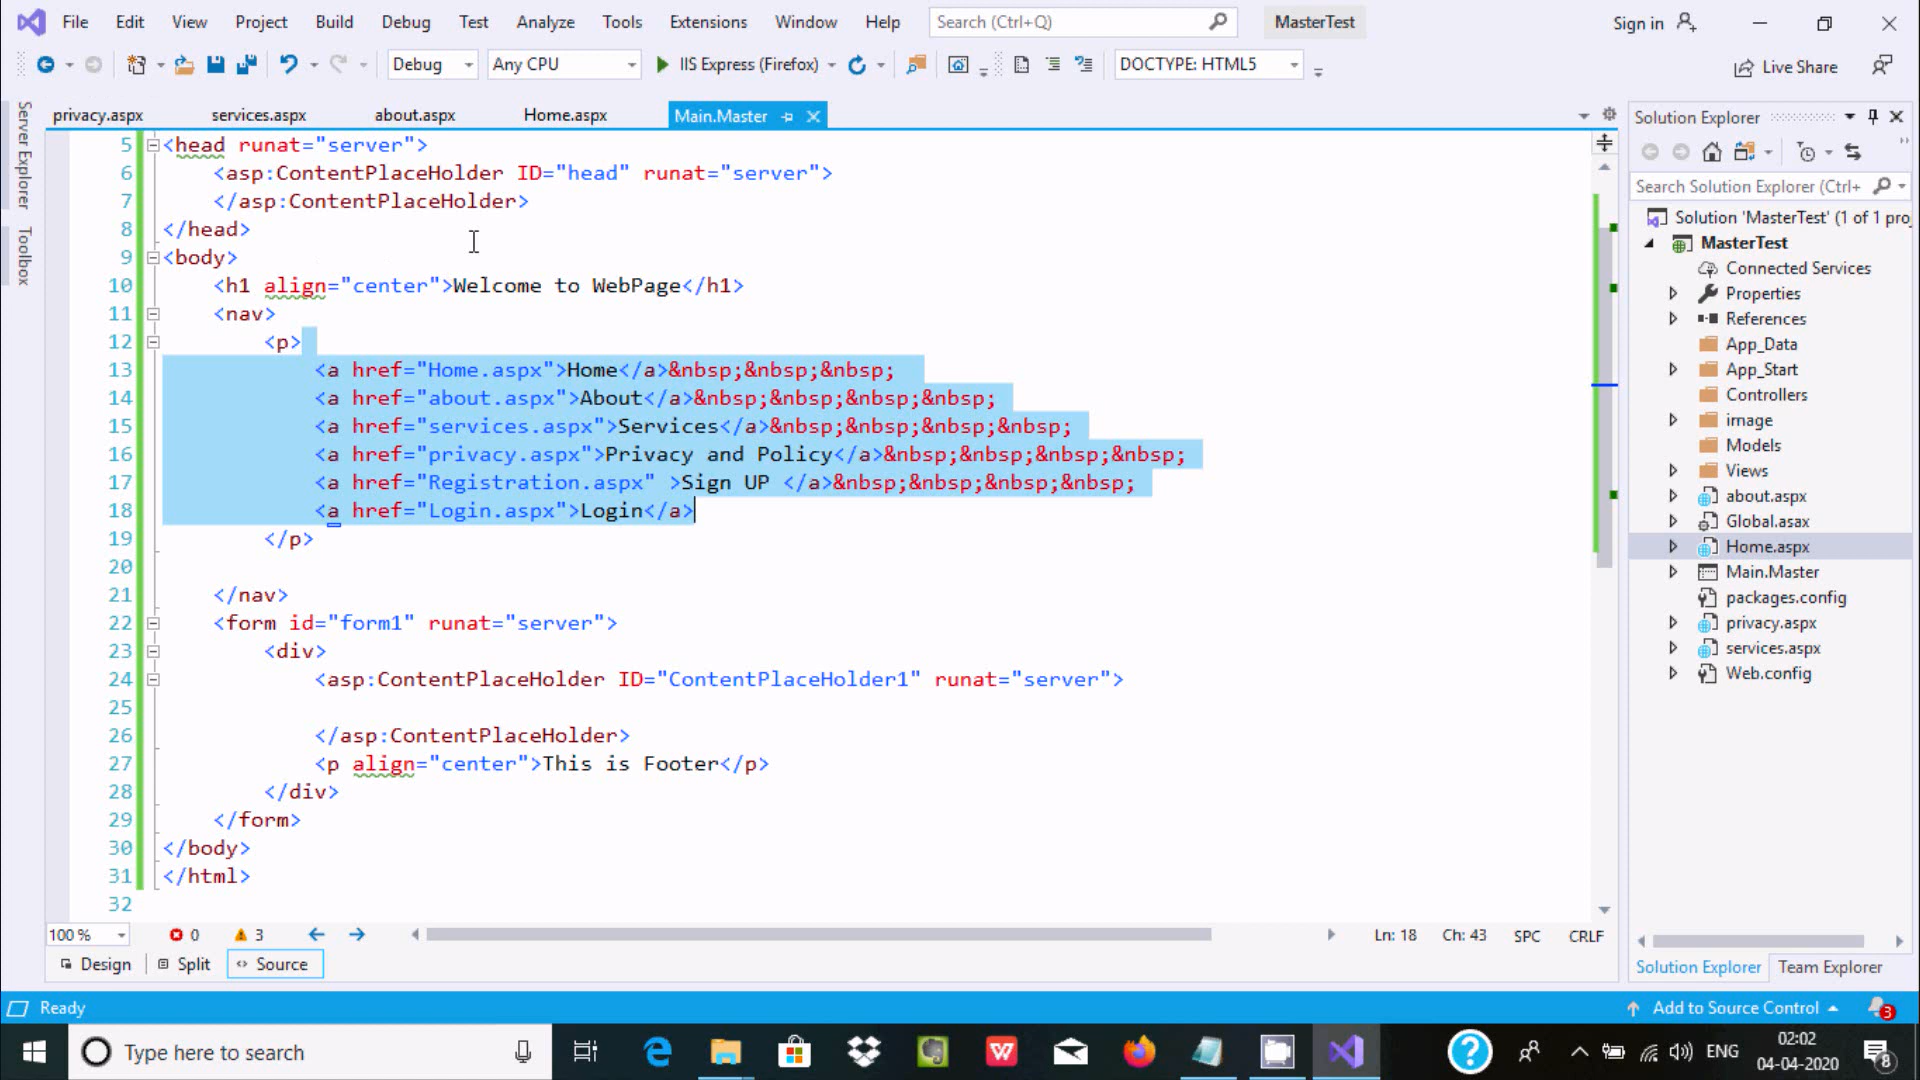 File Edit View Project Build Debug Test Analyze Tools Extensions Window Help Search (Ctrl+Q) MasterTest Sign in
Debug Any CPU IIS Express (Firefox) DOCTYPE: HTML5 Live Share
Server Explorer
Toolbox
privacy.aspx services.aspx about.aspx Home.aspx Main.Master
5 <head runat="server">
6 <asp:ContentPlaceHolder ID="head" runat="server">
7 </asp:ContentPlaceHolder>
8 </head>
9 <body>
10 <h1 align="center">Welcome to WebPage</h1>
11 <nav>
12 <p>
13 <a href="Home.aspx">Home</a>&nbsp;&nbsp;&nbsp;
14 <a href="about.aspx">About</a>&nbsp;&nbsp;&nbsp;&nbsp;
15 <a href="services.aspx">Services</a>&nbsp;&nbsp;&nbsp;&nbsp;
16 <a href="privacy.aspx">Privacy and Policy</a>&nbsp;&nbsp;&nbsp;&nbsp;
17 <a href="Registration.aspx" >Sign UP </a>&nbsp;&nbsp;&nbsp;&nbsp;
18 <a href="Login.aspx">Login</a>
19 </p>
20
21 </nav>
22 <form id="form1" runat="server">
23 <div>
24 <asp:ContentPlaceHolder ID="ContentPlaceHolder1" runat="server">
25
26 </asp:ContentPlaceHolder>
27 <p align="center">This is Footer</p>
28 </div>
29 </form>
30 </body>
31 </html>
32
100 % 0 3 Ln: 18 Ch: 43 SPC CRLF
Design Split Source
Solution Explorer
Search Solution Explorer (Ctrl+
Solution 'MasterTest' (1 of 1 proj
MasterTest
Connected Services
Properties
References
App_Data
App_Start
Controllers
image
Models
Views
about.aspx
Global.asax
Home.aspx
Main.Master
packages.config
privacy.aspx
services.aspx
Web.config
Solution Explorer Team Explorer
Ready Add to Source Control 3
Type here to search ENG 02:02
04-04-2020 8